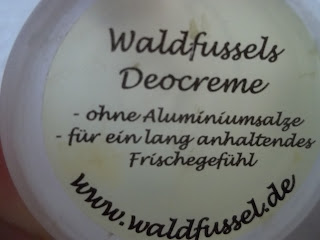 Waldfussels
Deocreme
- ohne Aluminiumsalze
- für ein lang anhaltendes
Frischegefühl
www.waldfussel.de